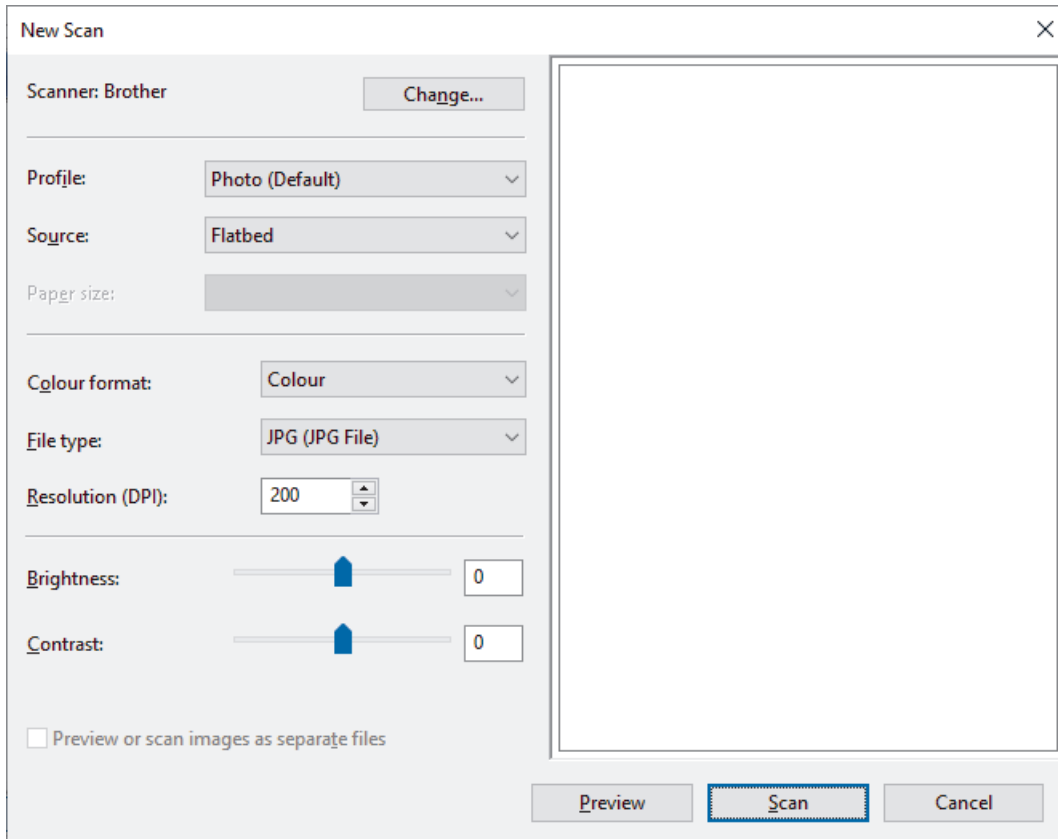 New Scan
Scanner: Brother
Change...
Profile:
Photo (Default)
Source:
Flatbed
Paper size:
Colour format:
Colour
File type:
JPG (JPG File)
Resolution (DPI):
200
Brightness:
0
Contrast:
0
Preview or scan images as separate files
Preview
Scan
Cancel